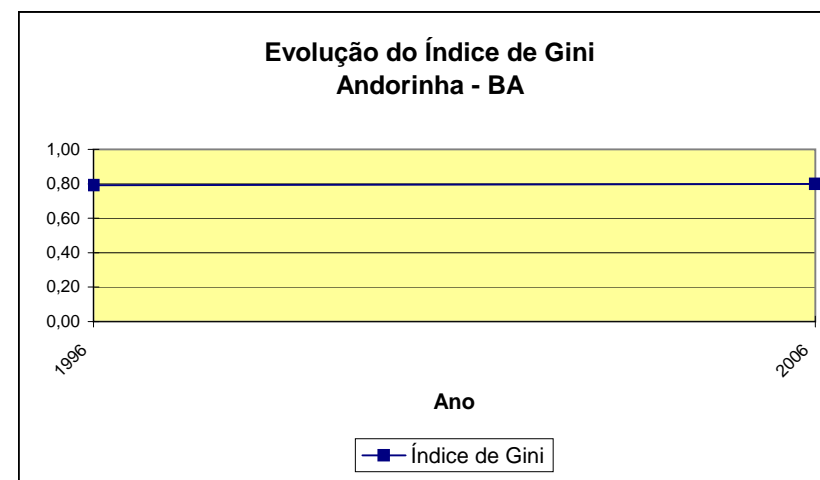 Evolução do Índice de Gini
Andorinha - BA
1,00
0,80
0,60
0,40
0,20
0,00
1996
2006
Ano
Índice de Gini